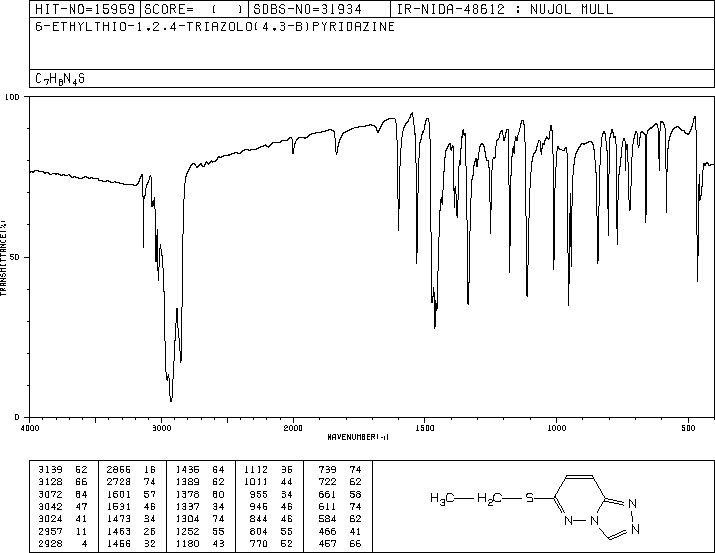 HIT-NO=15959 SCORE= ( ) SDBS-NO=31934 IR-NIDA-48612 : NUJOL MULL
6-ETHYLTHIO-1,2,4-TRIAZOLO(4,3-B)PYRIDAZINE
C7H8N4S
100
TRANSMITTANCE(%)
50
0
4000 3000 2000 1500 1000 500
WAVENUMBER(-1)
3139 52 2866 16 1436 64 1112 36 739 74
3128 66 2728 74 1389 62 1011 44 722 62
3072 64 1601 57 1378 60 955 34 661 58
3042 47 1531 46 1337 34 946 46 611 74
3024 41 1473 34 1304 74 844 46 584 62
2957 11 1463 26 1252 55 804 55 466 41
2928 4 1456 32 1180 43 770 52 457 66
H3C H2C S N N N N